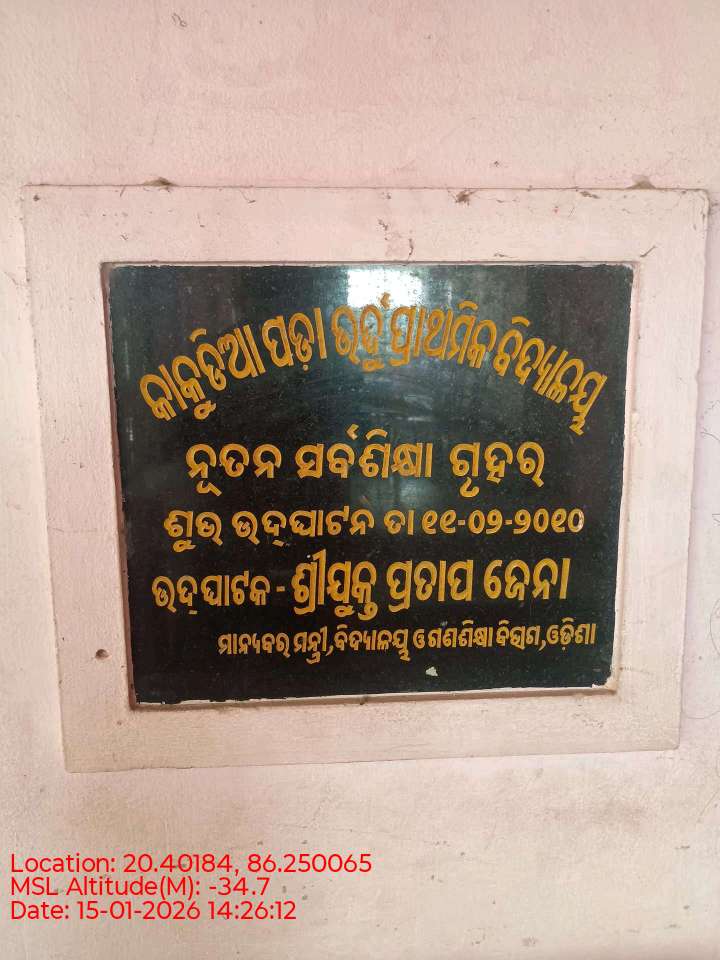 କାକୁଡିଆ ପଡ଼ା ଉର୍ଦ୍ଦୁ ପ୍ରାଥମିକ ବିଦ୍ୟାଳୟ
ନୂତନ ସର୍ବଶିକ୍ଷା ଗୃହର
ଶୁଭ ଉଦ୍‌ଘାଟନ ତା ୧୧-୦୨-୨୦୧୦
ଉଦ୍‌ଘାଟକ - ଶ୍ରୀଯୁକ୍ତ ପ୍ରତାପ ଜେନା
ମାନ୍ୟବର ମନ୍ତ୍ରୀ, ବିଦ୍ୟାଳୟ ଓ ଗଣଶିକ୍ଷା ବିଭାଗ, ଓଡ଼ିଶା
Location: 20.40184, 86.250065
MSL Altitude(M): -34.7
Date: 15-01-2026 14:26:12